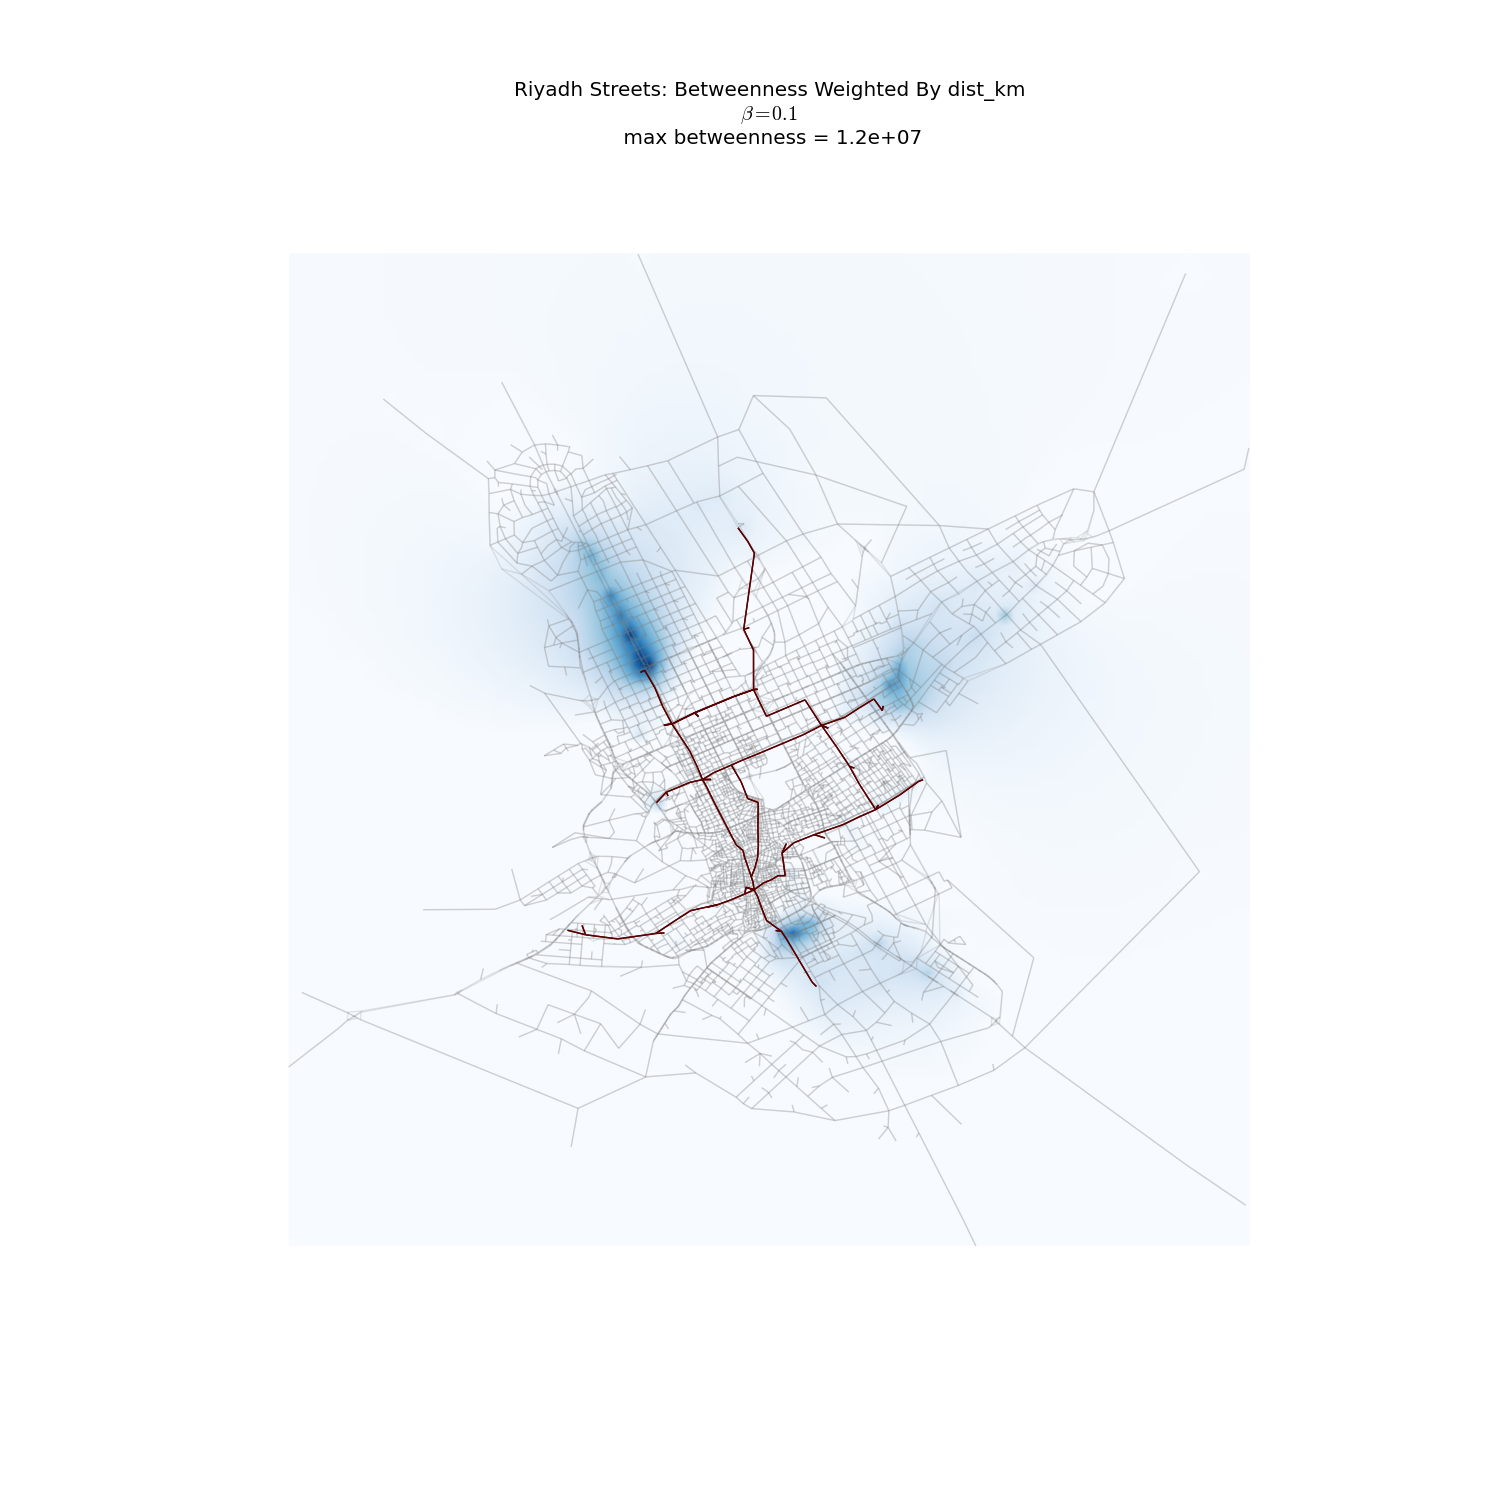 Riyadh Streets: Betweenness Weighted By dist_km
β=0.1
max betweenness = 1.2e+07